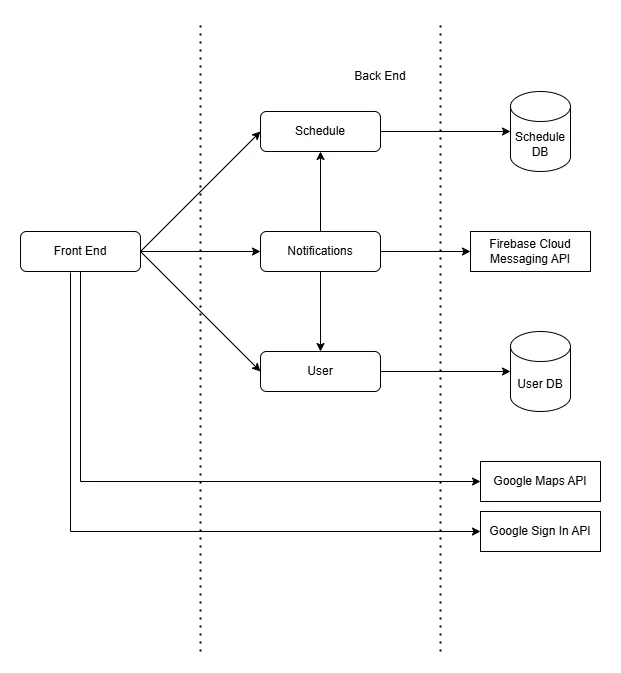 Back End
Schedule
Schedule
DB
Front End
Notifications
Firebase Cloud
Messaging API
User
User DB
Google Maps API
Google Sign In API